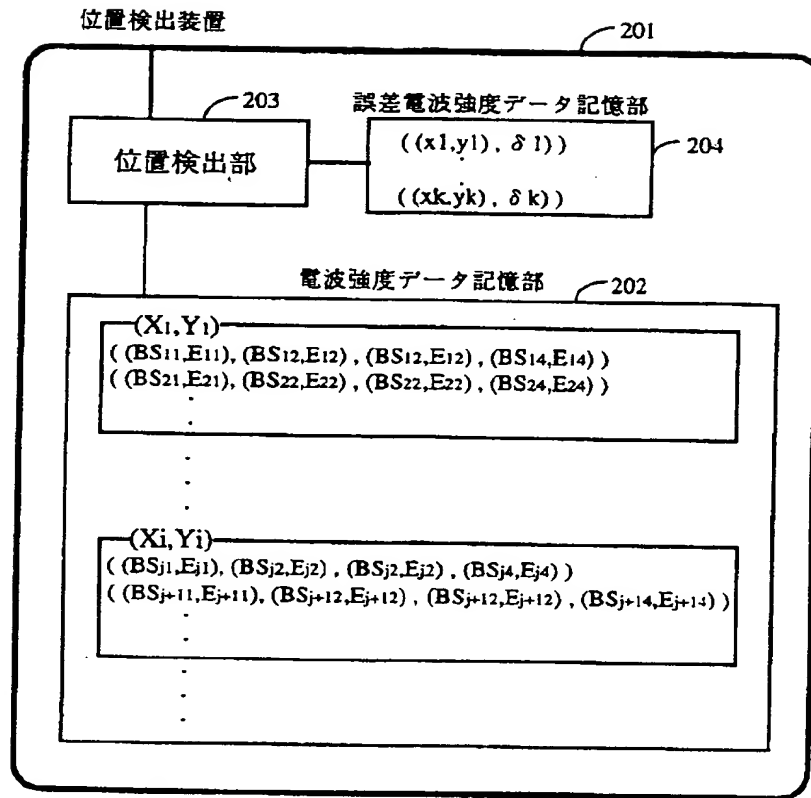 位置検出装置
201
203
位置検出部
誤差電波強度データ記憶部
204
((x1,y1), δ1))
((xk,yk), δk))
電波強度データ記憶部
202
(X1,Y1)
((BS11,E11), (BS12,E12), (BS12,E12), (BS14,E14))
((BS21,E21), (BS22,E22), (BS22,E22), (BS24,E24))
(Xi,Yi)
((BSj1,Ej1), (BSj2,Ej2), (BSj2,Ej2), (BSj4,Ej4))
((BSj+11,Ej+11), (BSj+12,Ej+12), (BSj+12,Ej+12), (BSj+14,Ej+14))